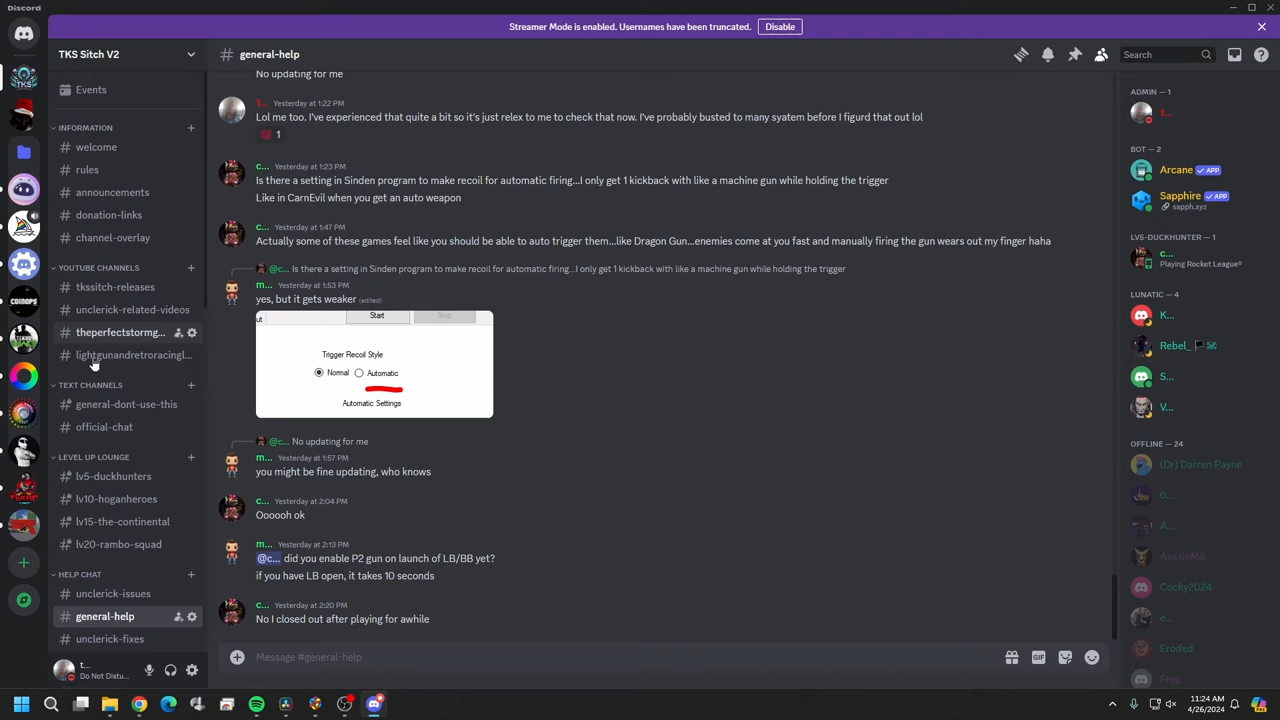 Discord
Streamer Mode is enabled. Usernames have been truncated.
Disable
TKS Sitch V2
general-help
Search
Events
INFORMATION
welcome
rules
announcements
donation-links
channel-overlay
YOUTUBE CHANNELS
tkssitch-releases
unclerick-related-videos
theperfectstormg...
lightgunandretroracingl...
TEXT CHANNELS
general-dont-use-this
official-chat
LEVEL UP LOUNGE
lv5-duckhunters
lv10-hoganheroes
lv15-the-continental
lv20-rambo-squad
HELP CHAT
unclerick-issues
general-help
unclerick-fixes
t...
Do Not Distu...
No updating for me
t... Yesterday at 1:22 PM
Lol me too. I've experienced that quite a bit so it's just relex to me to check that now. I've probably busted to many syatem before I figurd that out lol
1
c... Yesterday at 1:23 PM
Is there a setting in Sinden program to make recoil for automatic firing...I only get 1 kickback with like a machine gun while holding the trigger
Like in CarnEvil when you get an auto weapon
c... Yesterday at 1:47 PM
Actually some of these games feel like you should be able to auto trigger them...like Dragon Gun...enemies come at you fast and manually firing the gun wears out my finger haha
@c... Is there a setting in Sinden program to make recoil for automatic firing...I only get 1 kickback with like a machine gun while holding the trigger
m... Yesterday at 1:53 PM
yes, but it gets weaker (edited)
ut Start Stop
Trigger Recoil Style
Normal Automatic
Automatic Settings
@c... No updating for me
m... Yesterday at 1:57 PM
you might be fine updating, who knows
c... Yesterday at 2:04 PM
Oooooh ok
m... Yesterday at 2:13 PM
@c... did you enable P2 gun on launch of LB/BB yet?
if you have LB open, it takes 10 seconds
c... Yesterday at 2:20 PM
No I closed out after playing for awhile
Message #general-help
GIF
ADMIN — 1
t...
BOT — 2
Arcane APP
Sapphire APP
sapph.xyz
LV5-DUCKHUNTER — 1
c...
Playing Rocket League®
LUNATIC — 4
K...
Rebel_
S...
V...
OFFLINE — 24
(Dr) Darren Payne
A...
AussieM8
Cocky2024
e...
Eroded
Frag
11:24 AM
4/26/2024